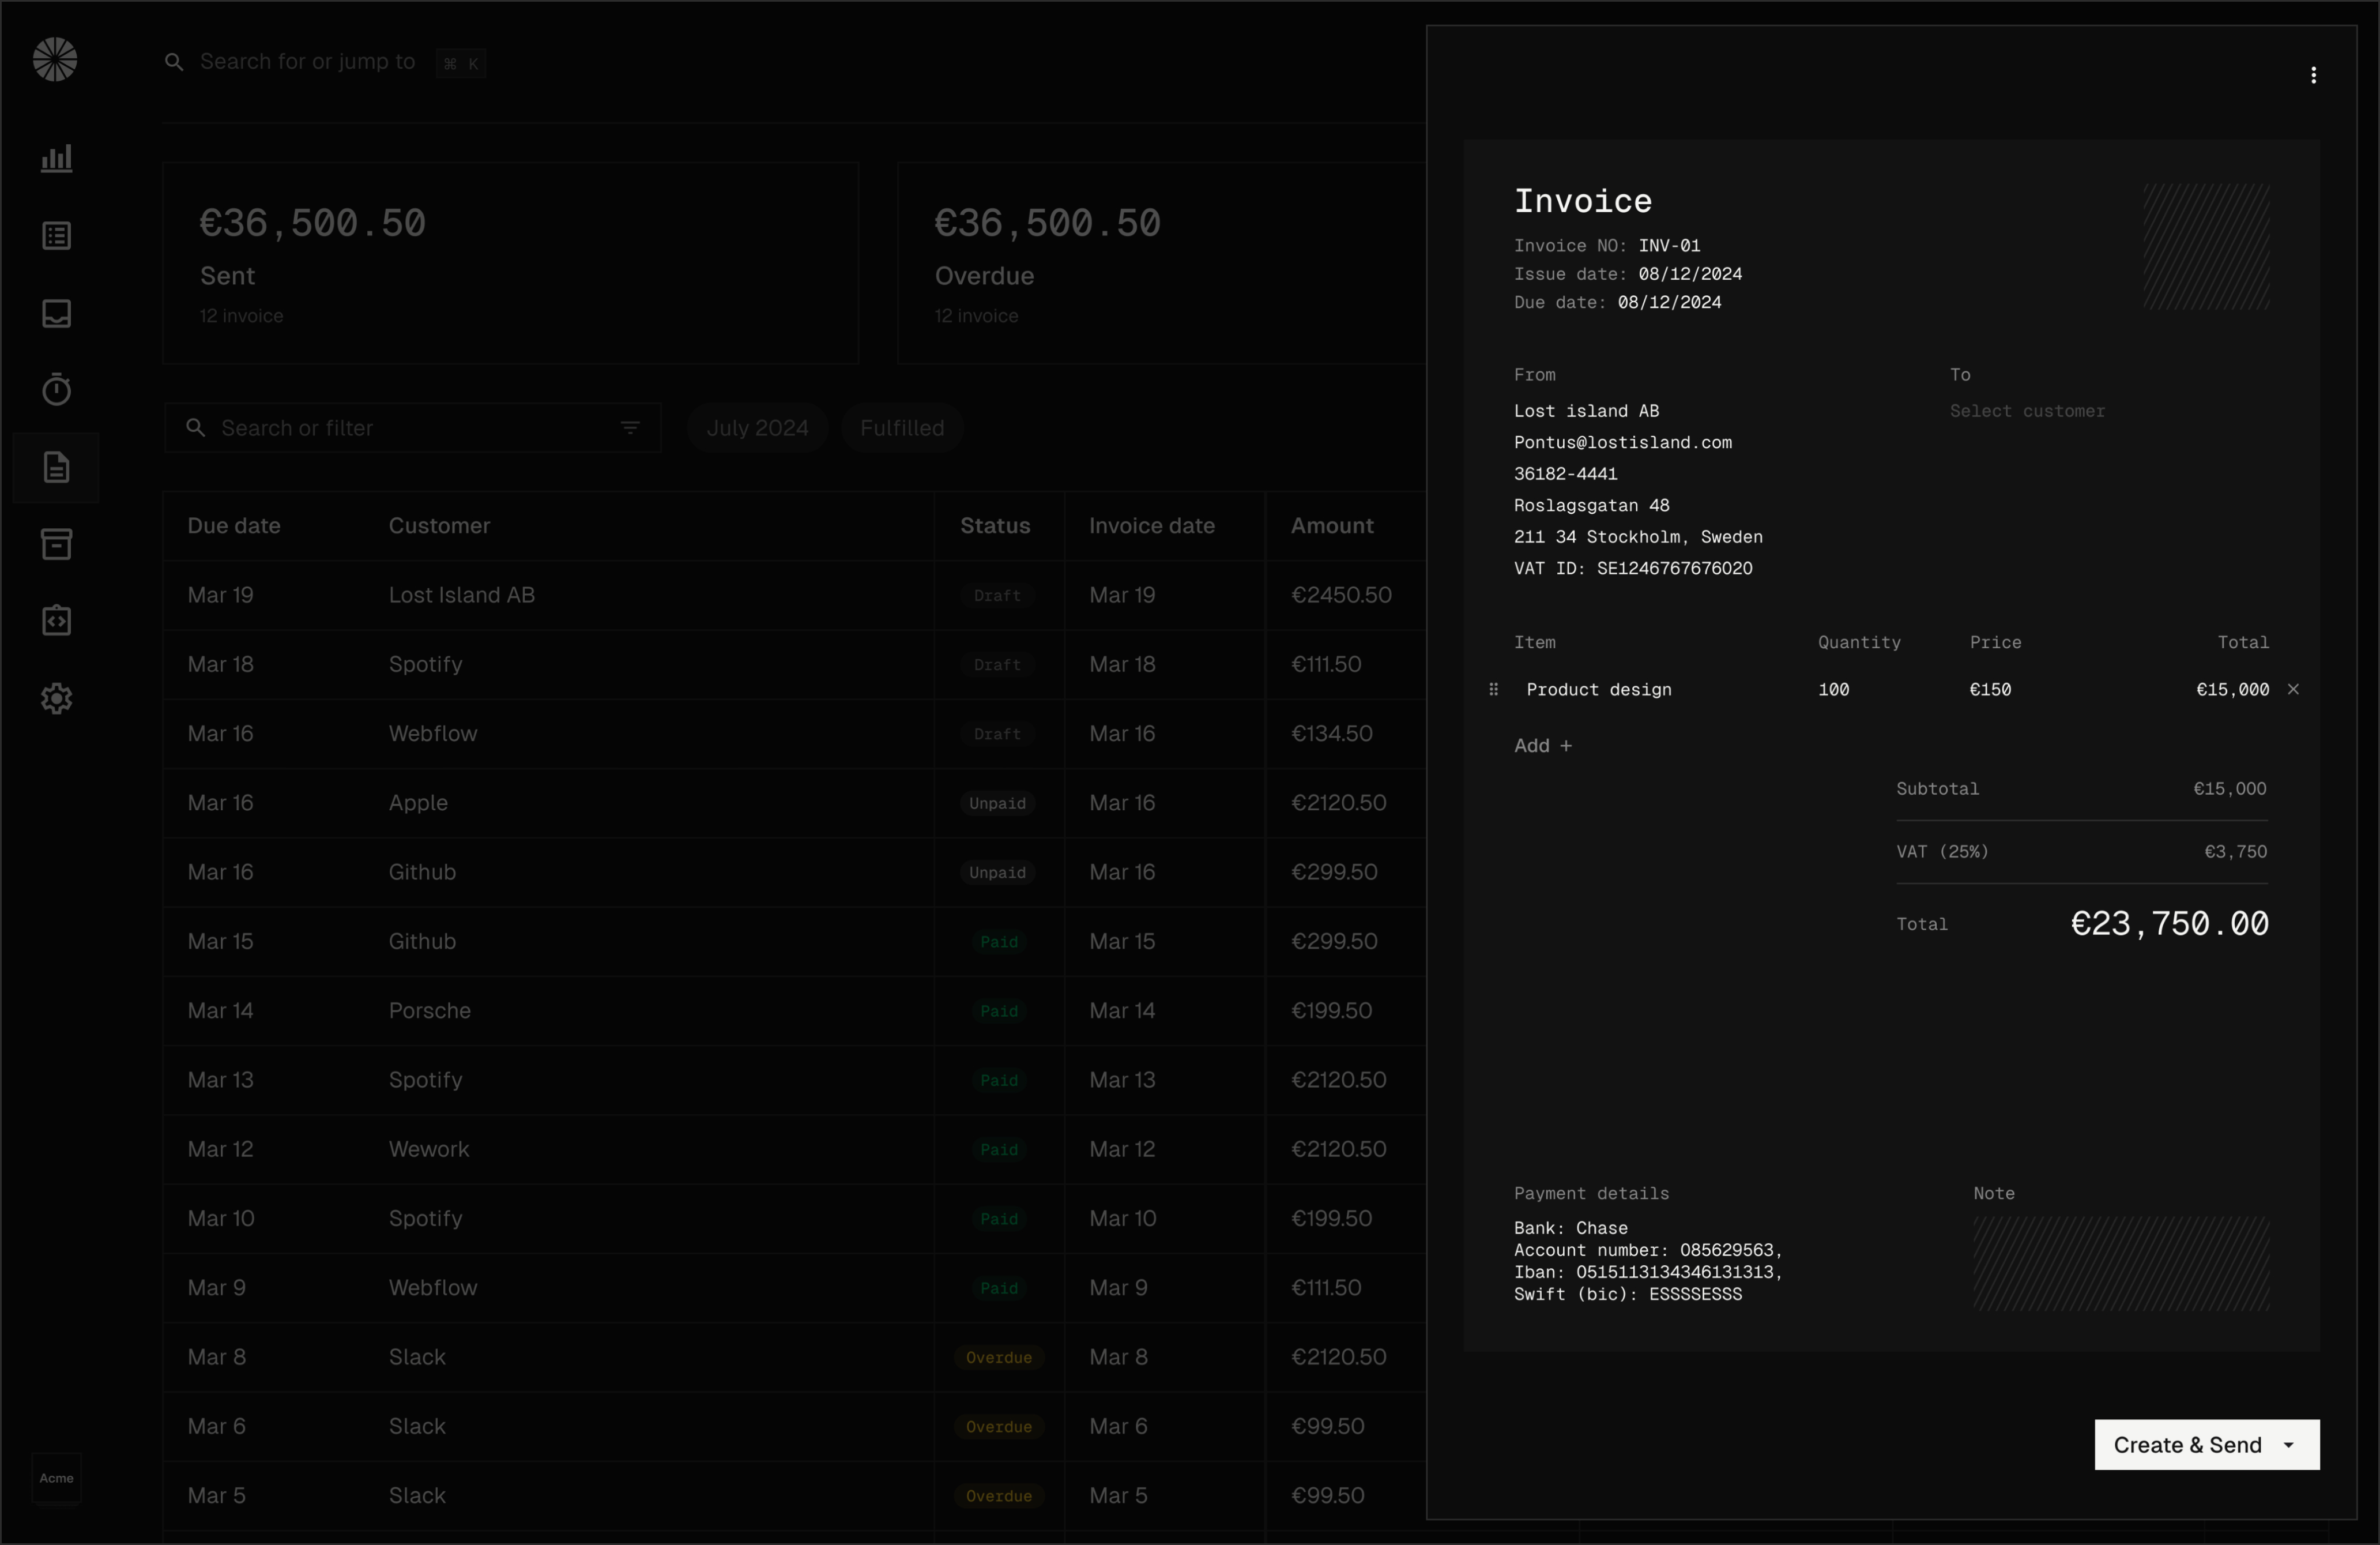 Search for or jump to ⌘ K
€36,500.50
Sent
12 invoice
€36,500.50
Overdue
12 invoice
Search or filter
July 2024
Fulfilled
Due date Customer Status Invoice date Amount
Mar 19 Lost Island AB Draft Mar 19 €2450.50
Mar 18 Spotify Draft Mar 18 €111.50
Mar 16 Webflow Draft Mar 16 €134.50
Mar 16 Apple Unpaid Mar 16 €2120.50
Mar 16 Github Unpaid Mar 16 €299.50
Mar 15 Github Paid Mar 15 €299.50
Mar 14 Porsche Paid Mar 14 €199.50
Mar 13 Spotify Paid Mar 13 €2120.50
Mar 12 Wework Paid Mar 12 €2120.50
Mar 10 Spotify Paid Mar 10 €199.50
Mar 9 Webflow Paid Mar 9 €111.50
Mar 8 Slack Overdue Mar 8 €2120.50
Mar 6 Slack Overdue Mar 6 €99.50
Mar 5 Slack Overdue Mar 5 €99.50
Acme
Invoice
Invoice NO: INV-01
Issue date: 08/12/2024
Due date: 08/12/2024
From
Lost island AB
Pontus@lostisland.com
36182-4441
Roslagsgatan 48
211 34 Stockholm, Sweden
VAT ID: SE1246767676020
To
Select customer
Item Quantity Price Total
Product design 100 €150 €15,000
Add +
Subtotal €15,000
VAT (25%) €3,750
Total €23,750.00
Payment details
Bank: Chase
Account number: O85629563,
Iban: O515113134346131313,
Swift (bic): ESSSSESSS
Note
Create & Send